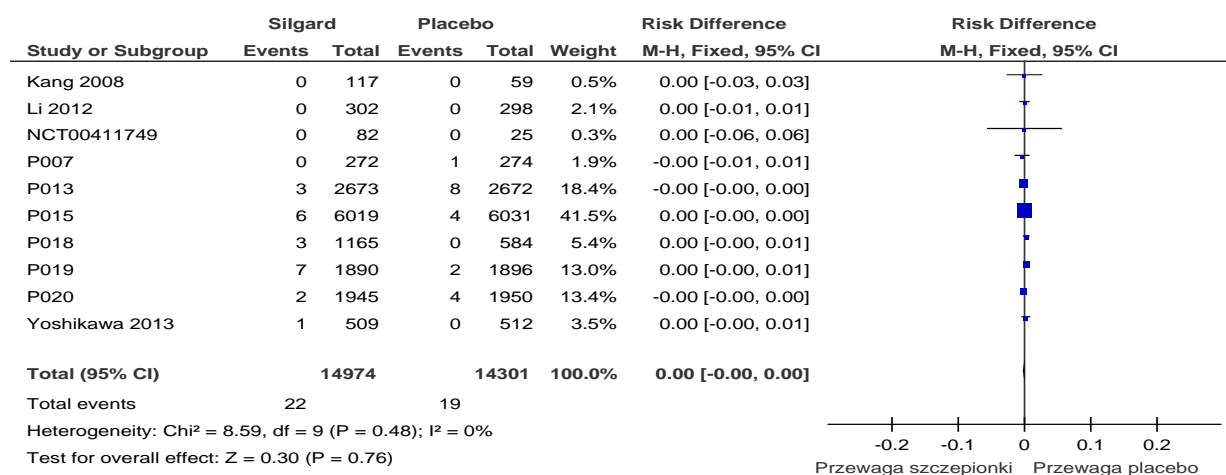 Silgard Placebo Risk Difference Risk Difference
Study or Subgroup Events Total Events Total Weight M-H, Fixed, 95% CI M-H, Fixed, 95% CI
Kang 2008 0 117 0 59 0.5% 0.00 [-0.03, 0.03]
Li 2012 0 302 0 298 2.1% 0.00 [-0.01, 0.01]
NCT00411749 0 82 0 25 0.3% 0.00 [-0.06, 0.06]
P007 0 272 1 274 1.9% -0.00 [-0.01, 0.01]
P013 3 2673 8 2672 18.4% -0.00 [-0.00, 0.00]
P015 6 6019 4 6031 41.5% 0.00 [-0.00, 0.00]
P018 3 1165 0 584 5.4% 0.00 [-0.00, 0.01]
P019 7 1890 2 1896 13.0% 0.00 [-0.00, 0.01]
P020 2 1945 4 1950 13.4% -0.00 [-0.00, 0.00]
Yoshikawa 2013 1 509 0 512 3.5% 0.00 [-0.00, 0.01]
Total (95% CI) 14974 14301 100.0% 0.00 [-0.00, 0.00]
Total events 22 19
Heterogeneity: Chi² = 8.59, df = 9 (P = 0.48); I² = 0%
Test for overall effect: Z = 0.30 (P = 0.76)
-0.2 -0.1 0 0.1 0.2
Przewaga szczepionki Przewaga placebo